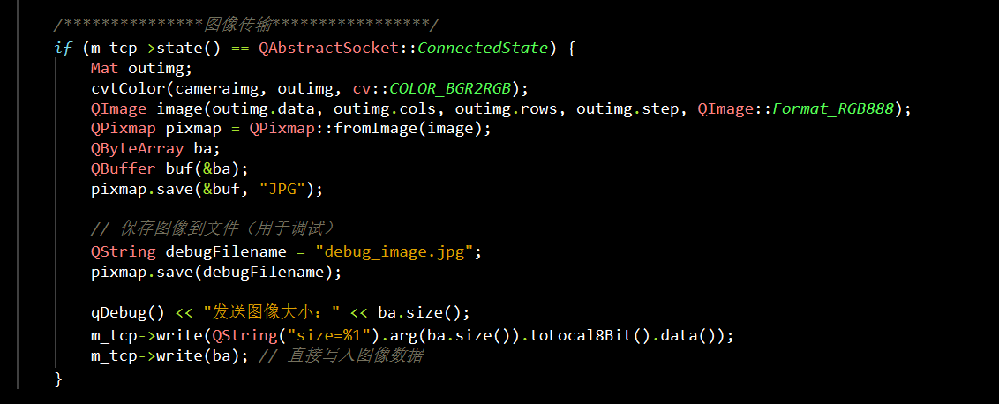 /***************图像传输*****************/
if (m_tcp->state() == QAbstractSocket::ConnectedState) {
Mat outimg;
cvtColor(cameraimg, outimg, cv::COLOR_BGR2RGB);
QImage image(outimg.data, outimg.cols, outimg.rows, outimg.step, QImage::Format_RGB888);
QPixmap pixmap = QPixmap::fromImage(image);
QByteArray ba;
QBuffer buf(&ba);
pixmap.save(&buf, "JPG");
// 保存图像到文件（用于调试）
QString debugFilename = "debug_image.jpg";
pixmap.save(debugFilename);
qDebug() << "发送图像大小：" << ba.size();
m_tcp->write(QString("size=%1").arg(ba.size()).toLocal8Bit().data());
m_tcp->write(ba); // 直接写入图像数据
}